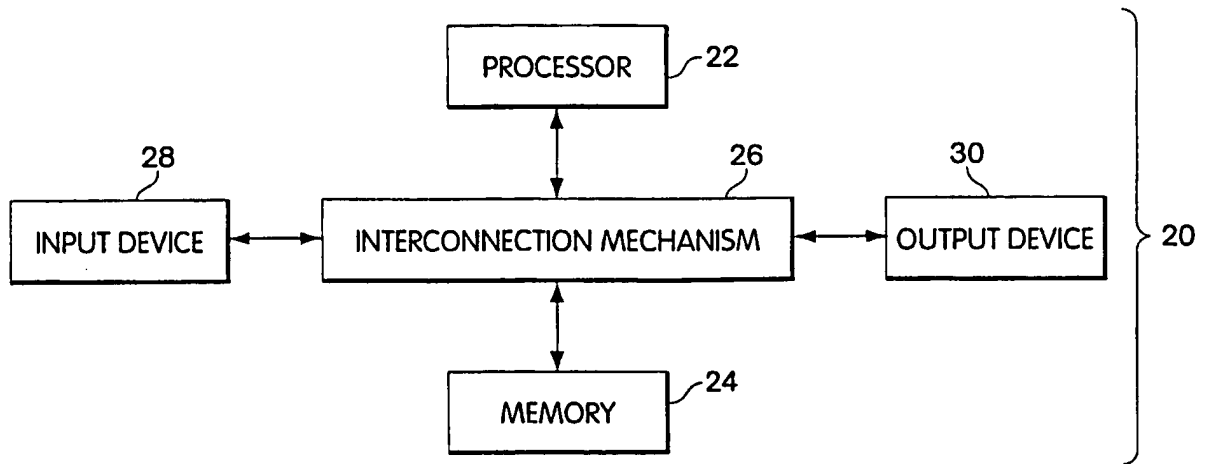 PROCESSOR
22
28
26
30
INPUT DEVICE
INTERCONNECTION MECHANISM
OUTPUT DEVICE
20
MEMORY
24